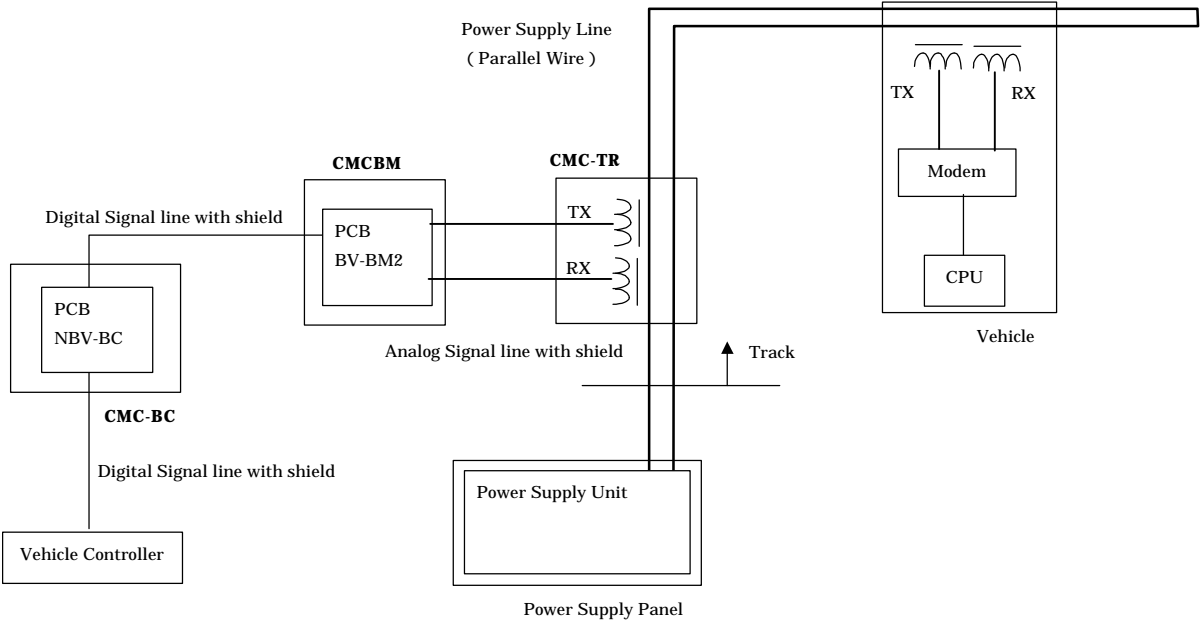 Power Supply Line
( Parallel Wire )
TX
RX
Modem
CPU
Vehicle
CMCBM
CMC-TR
Digital Signal line with shield
PCB
BV-BM2
TX
RX
PCB
NBV-BC
Analog Signal line with shield
Track
CMC-BC
Digital Signal line with shield
Power Supply Unit
Vehicle Controller
Power Supply Panel